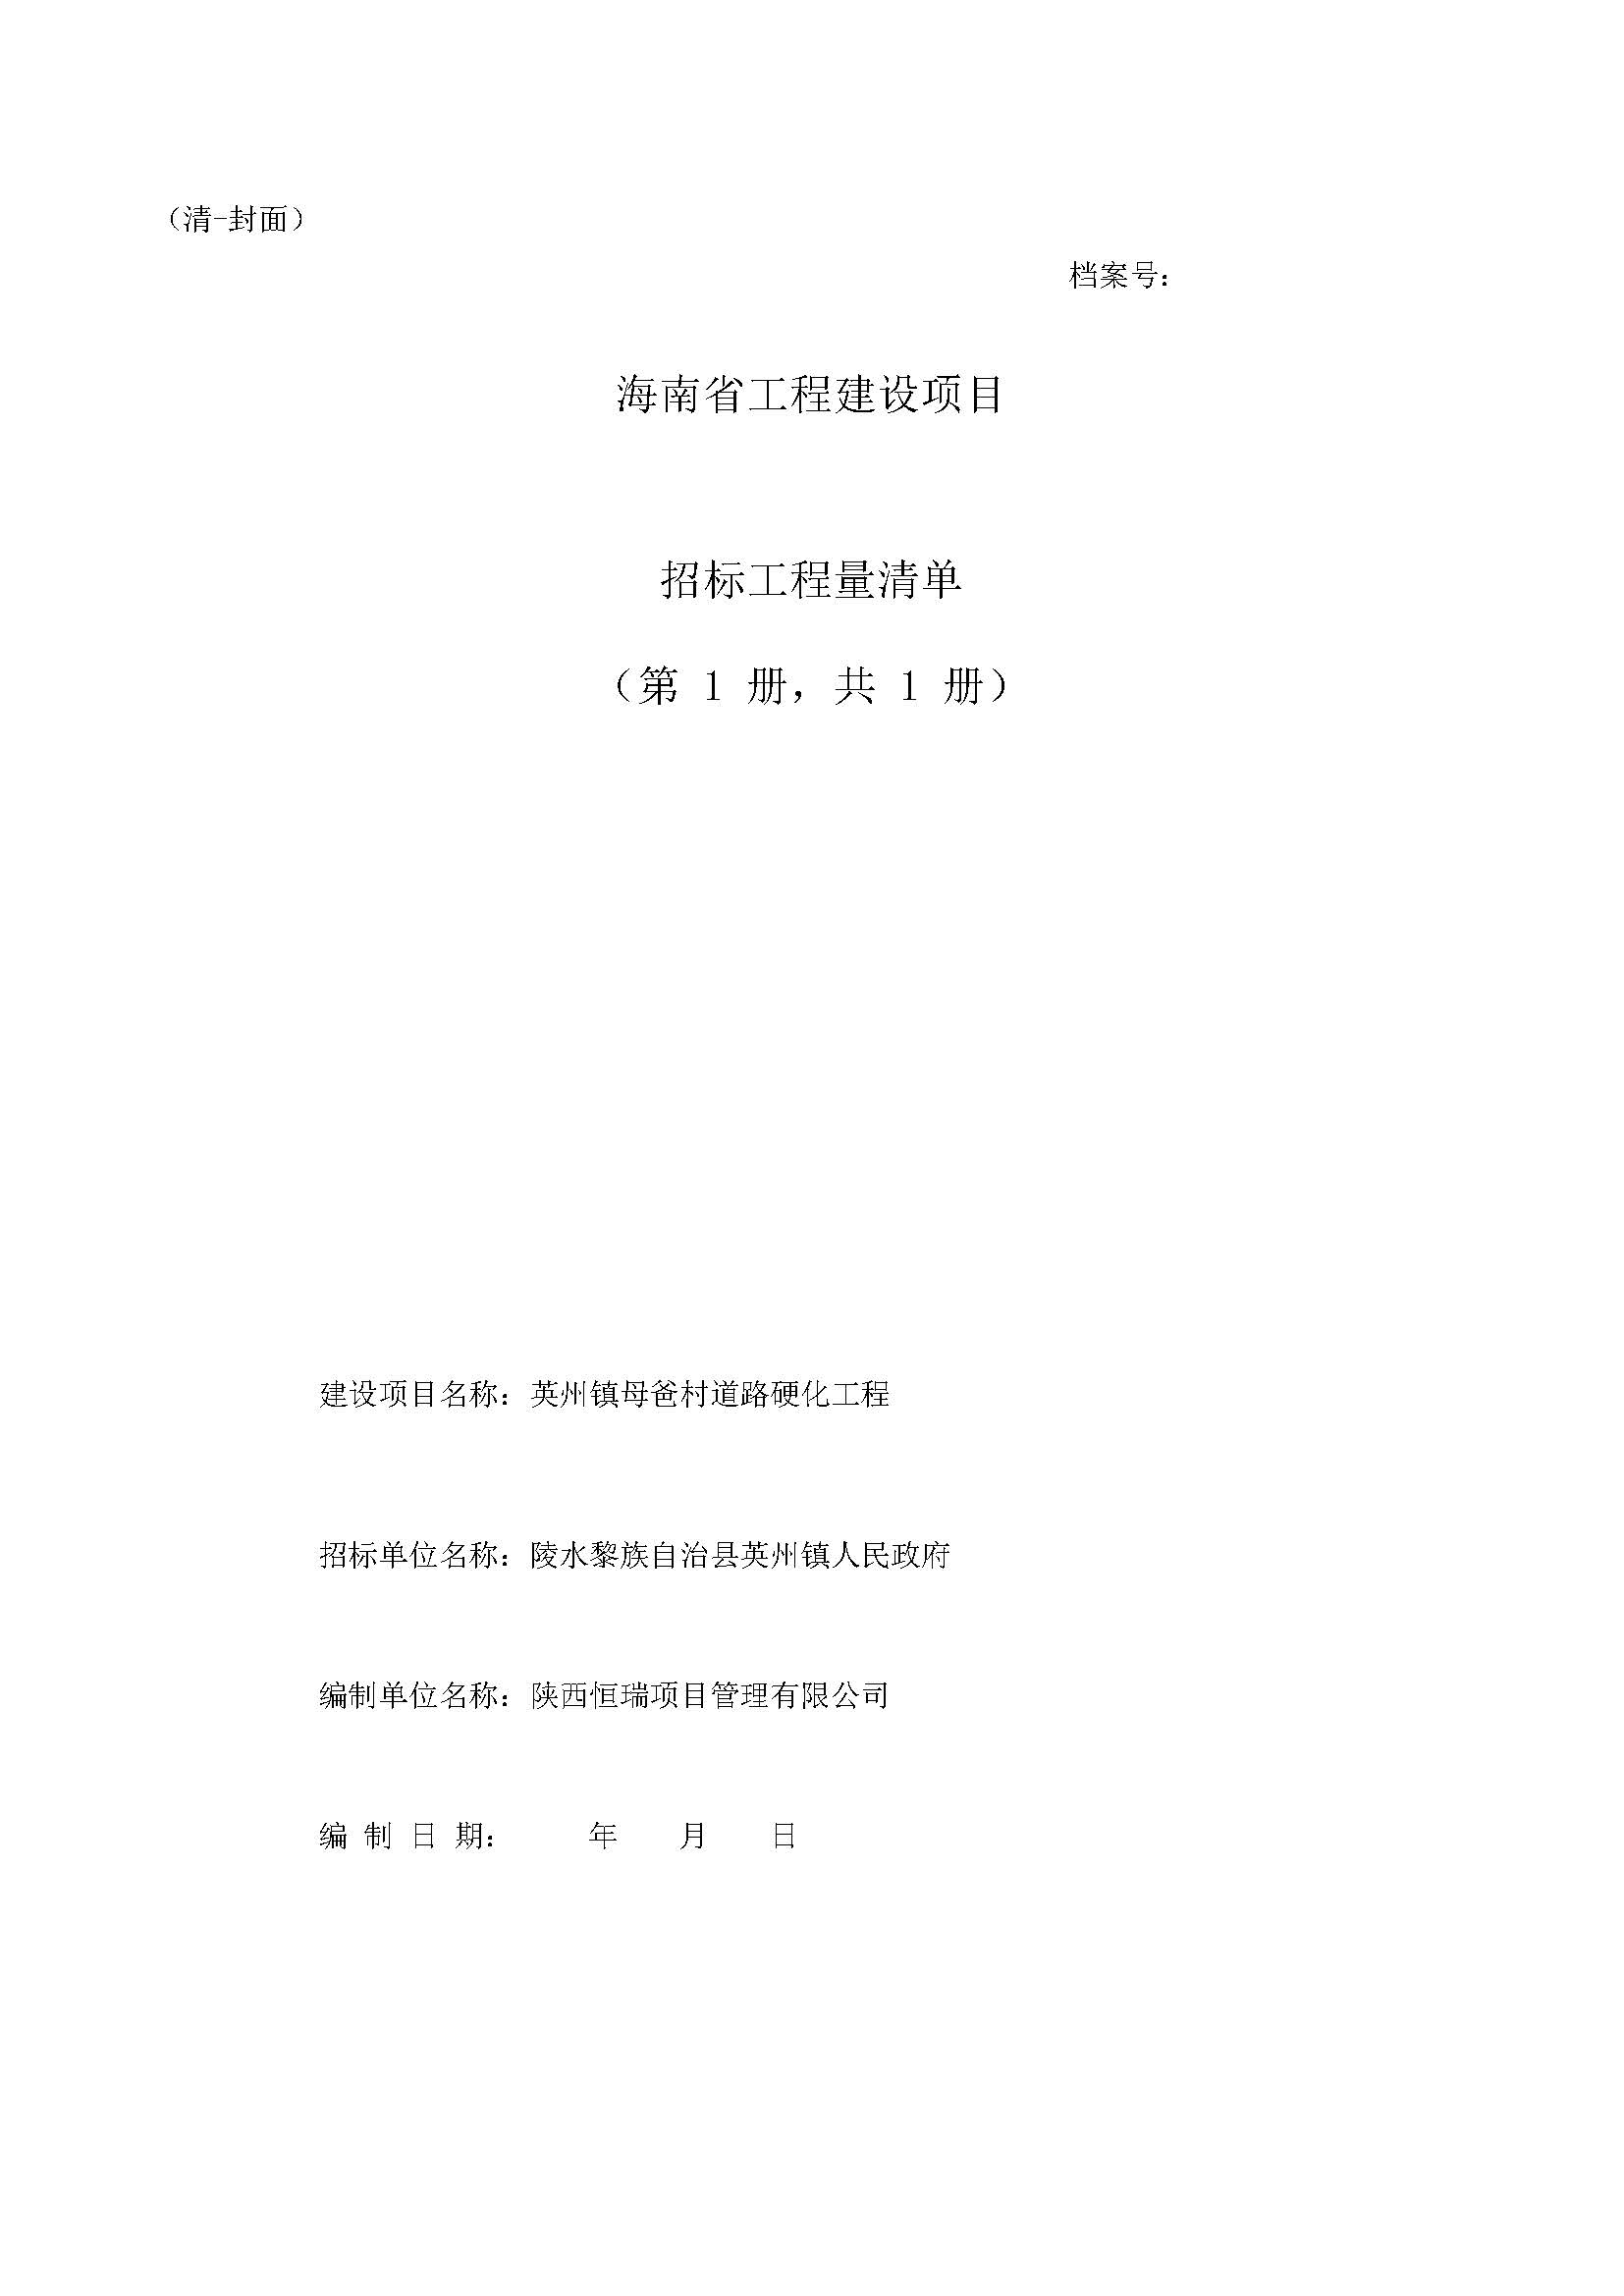 （清-封面）
档案号：
海南省工程建设项目
招标工程量清单
（第 1 册，共 1 册）
建设项目名称：英州镇母爸村道路硬化工程
招标单位名称：陵水黎族自治县英州镇人民政府
编制单位名称：陕西恒瑞项目管理有限公司
编 制 日 期： 年 月 日